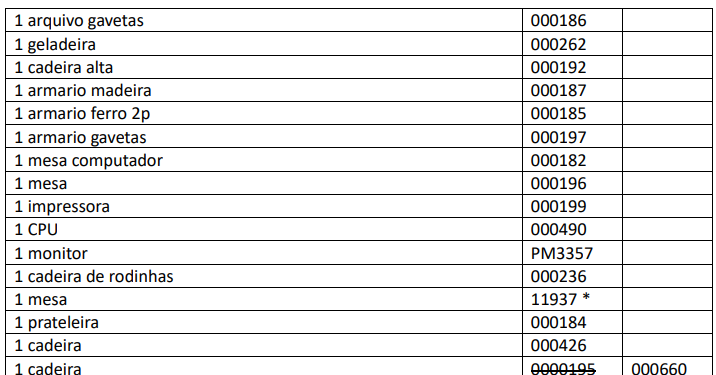 1 arquivo gavetas 000186
1 geladeira 000262
1 cadeira alta 000192
1 armario madeira 000187
1 armario ferro 2p 000185
1 armario gavetas 000197
1 mesa computador 000182
1 mesa 000196
1 impressora 000199
1 CPU 000490
1 monitor PM3357
1 cadeira de rodinhas 000236
1 mesa 11937 *
1 prateleira 000184
1 cadeira 000426
1 cadeira 0000195 000660